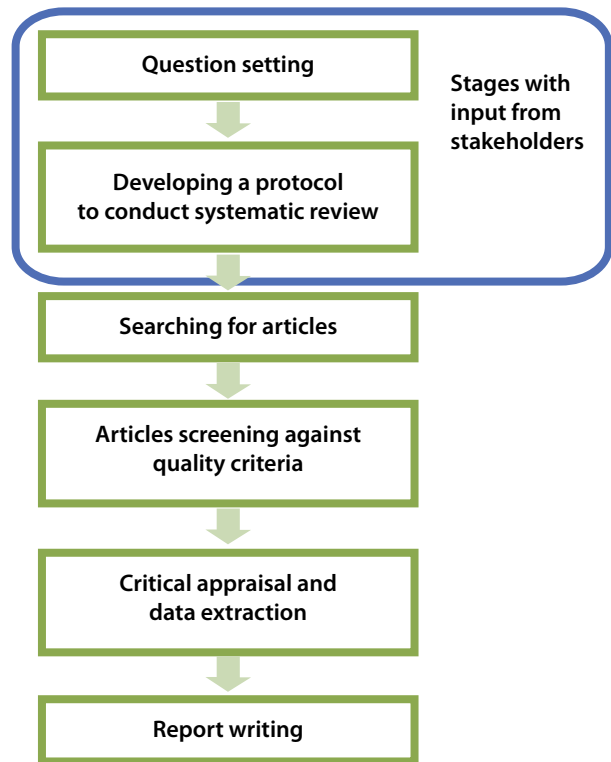 Question setting
Stages with
input from
stakeholders
Developing a protocol
to conduct systematic review
Searching for articles
Articles screening against
quality criteria
Critical appraisal and
data extraction
Report writing